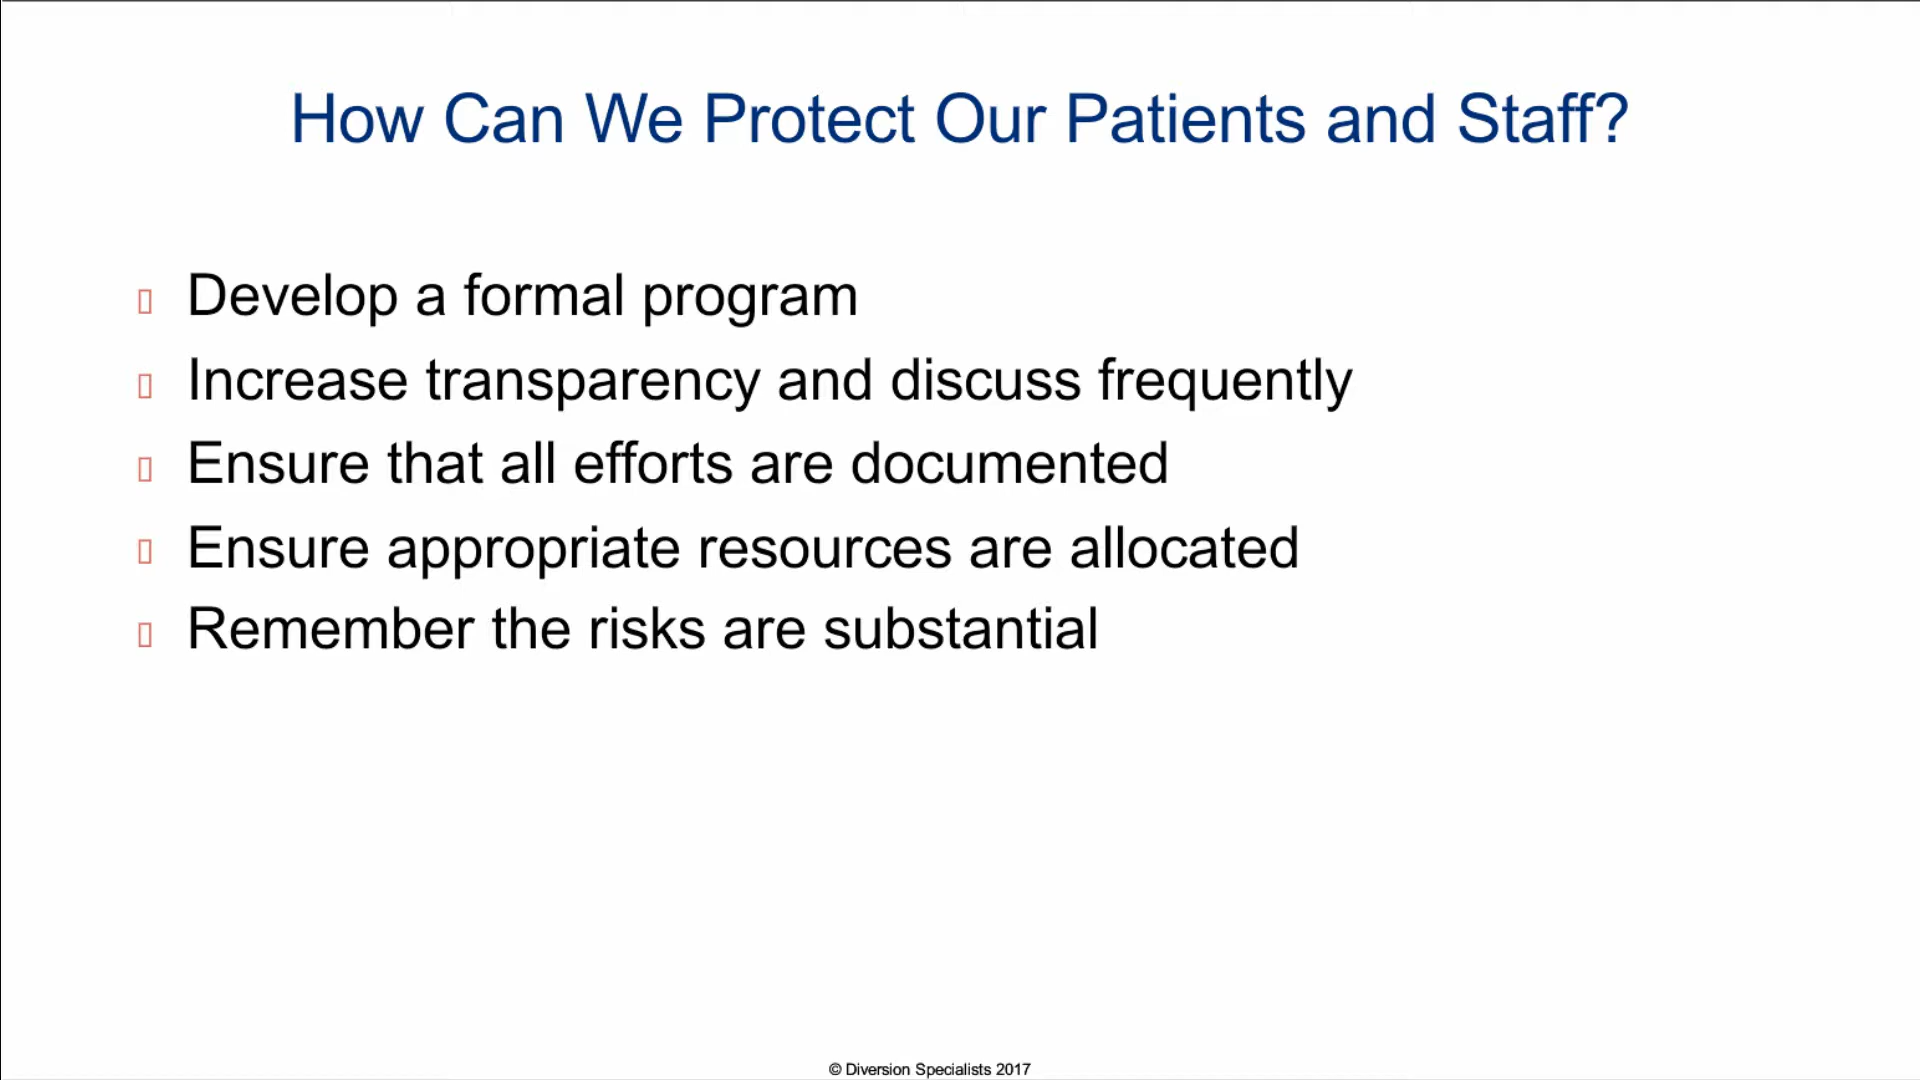 How Can We Protect Our Patients and Staff?
Develop a formal program
Increase transparency and discuss frequently
Ensure that all efforts are documented
Ensure appropriate resources are allocated
Remember the risks are substantial
© Diversion Specialists 2017